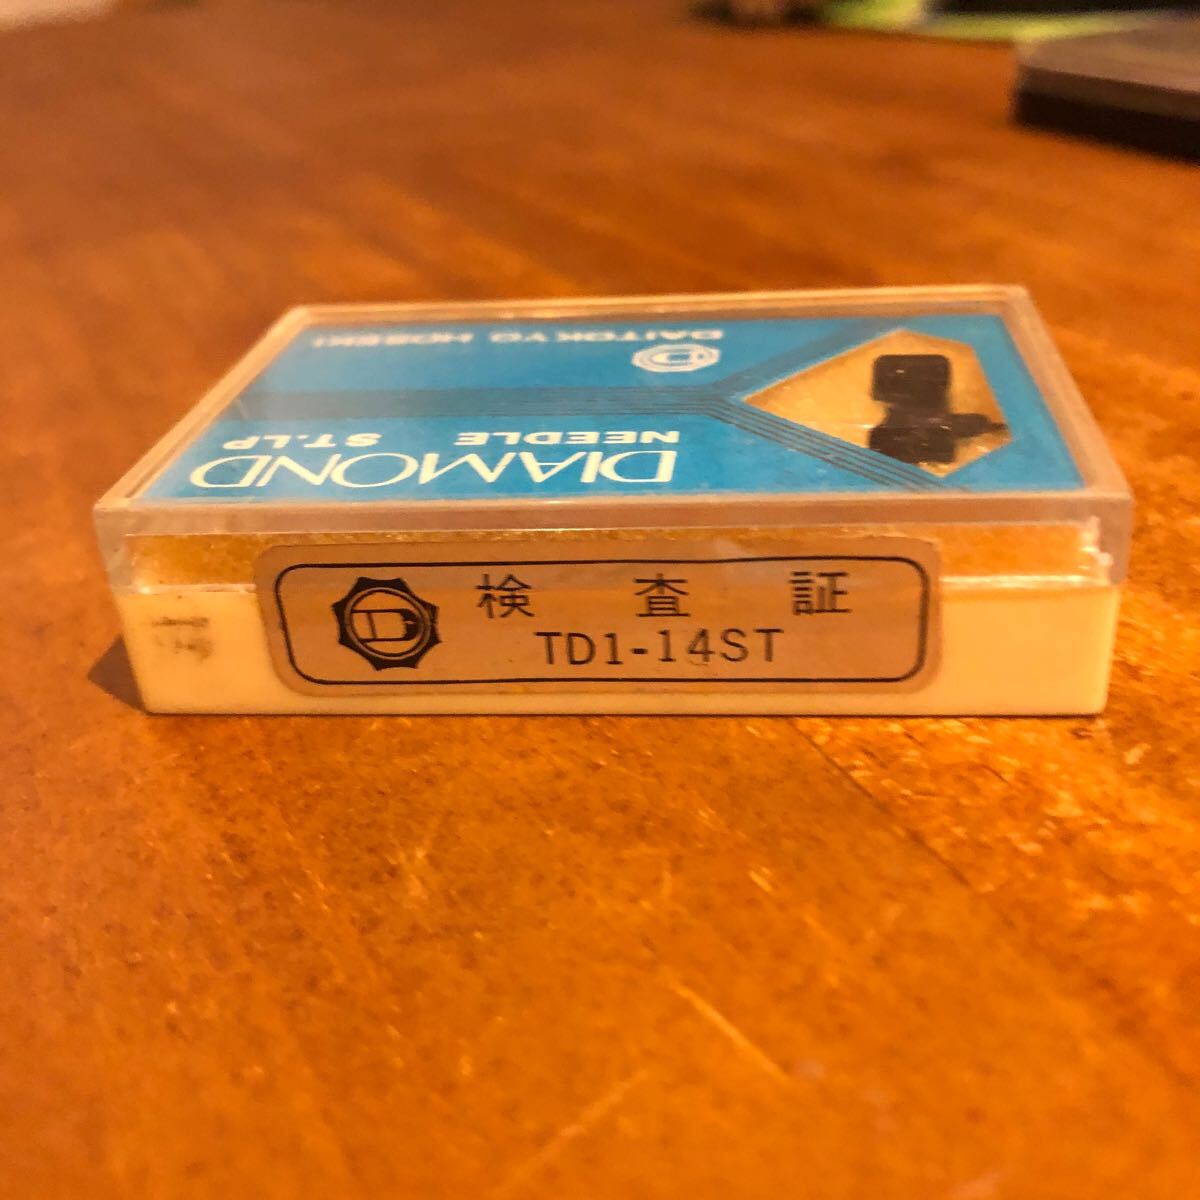 DIAMOND
NEEDLE ST.LP
D
DAITOKYO HOSEKI
D
検査証
TD1-14ST